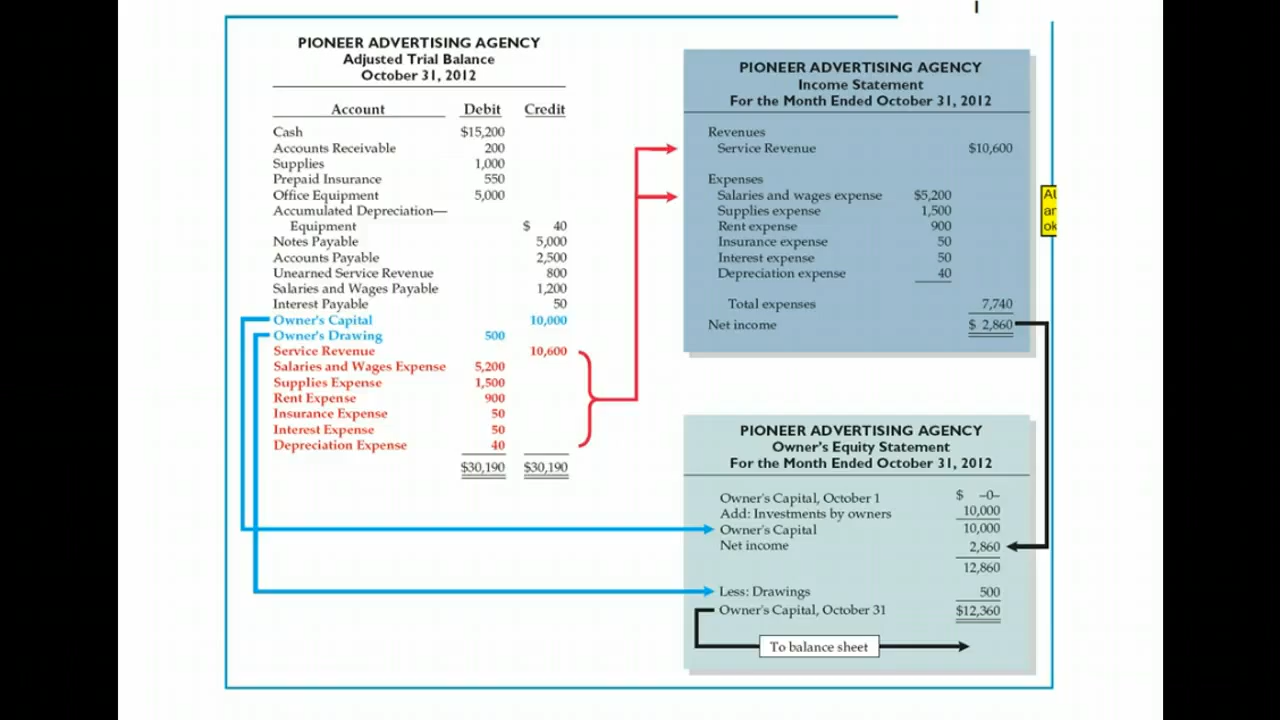 PIONEER ADVERTISING AGENCY
Adjusted Trial Balance
October 31, 2012
Account Debit Credit
Cash $15,200
Accounts Receivable 200
Supplies 1,000
Prepaid Insurance 550
Office Equipment 5,000
Accumulated Depreciation—
Equipment $ 40
Notes Payable 5,000
Accounts Payable 2,500
Unearned Service Revenue 800
Salaries and Wages Payable 1,200
Interest Payable 50
Owner's Capital 10,000
Owner's Drawing 500
Service Revenue 10,600
Salaries and Wages Expense 5,200
Supplies Expense 1,500
Rent Expense 900
Insurance Expense 50
Interest Expense 50
Depreciation Expense 40
$30,190 $30,190
PIONEER ADVERTISING AGENCY
Income Statement
For the Month Ended October 31, 2012
Revenues
Service Revenue $10,600
Expenses
Salaries and wages expense $5,200
Supplies expense 1,500
Rent expense 900
Insurance expense 50
Interest expense 50
Depreciation expense 40
Total expenses 7,740
Net income $ 2,860
PIONEER ADVERTISING AGENCY
Owner's Equity Statement
For the Month Ended October 31, 2012
Owner's Capital, October 1 $ –0–
Add: Investments by owners 10,000
Owner's Capital 10,000
Net income 2,860
12,860
Less: Drawings 500
Owner's Capital, October 31 $12,360
To balance sheet